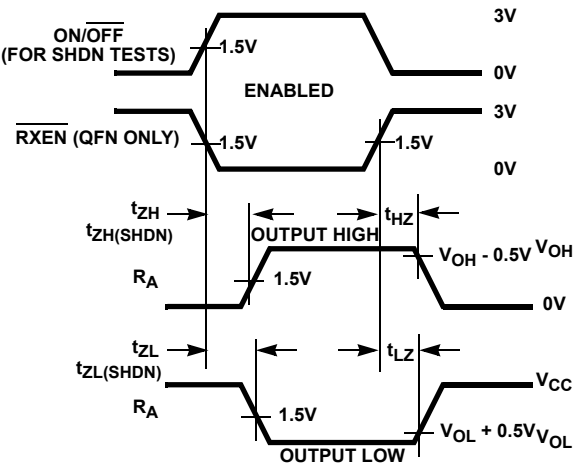 ON/OFF
(FOR SHDN TESTS)
3V
1.5V
0V
ENABLED
RXEN (QFN ONLY)
3V
1.5V
1.5V
0V
tZH
tZH(SHDN)
tHZ
OUTPUT HIGH
VOH - 0.5V
VOH
RA
1.5V
0V
tZL
tZL(SHDN)
tLZ
VCC
RA
1.5V
VOL + 0.5V
VOL
OUTPUT LOW